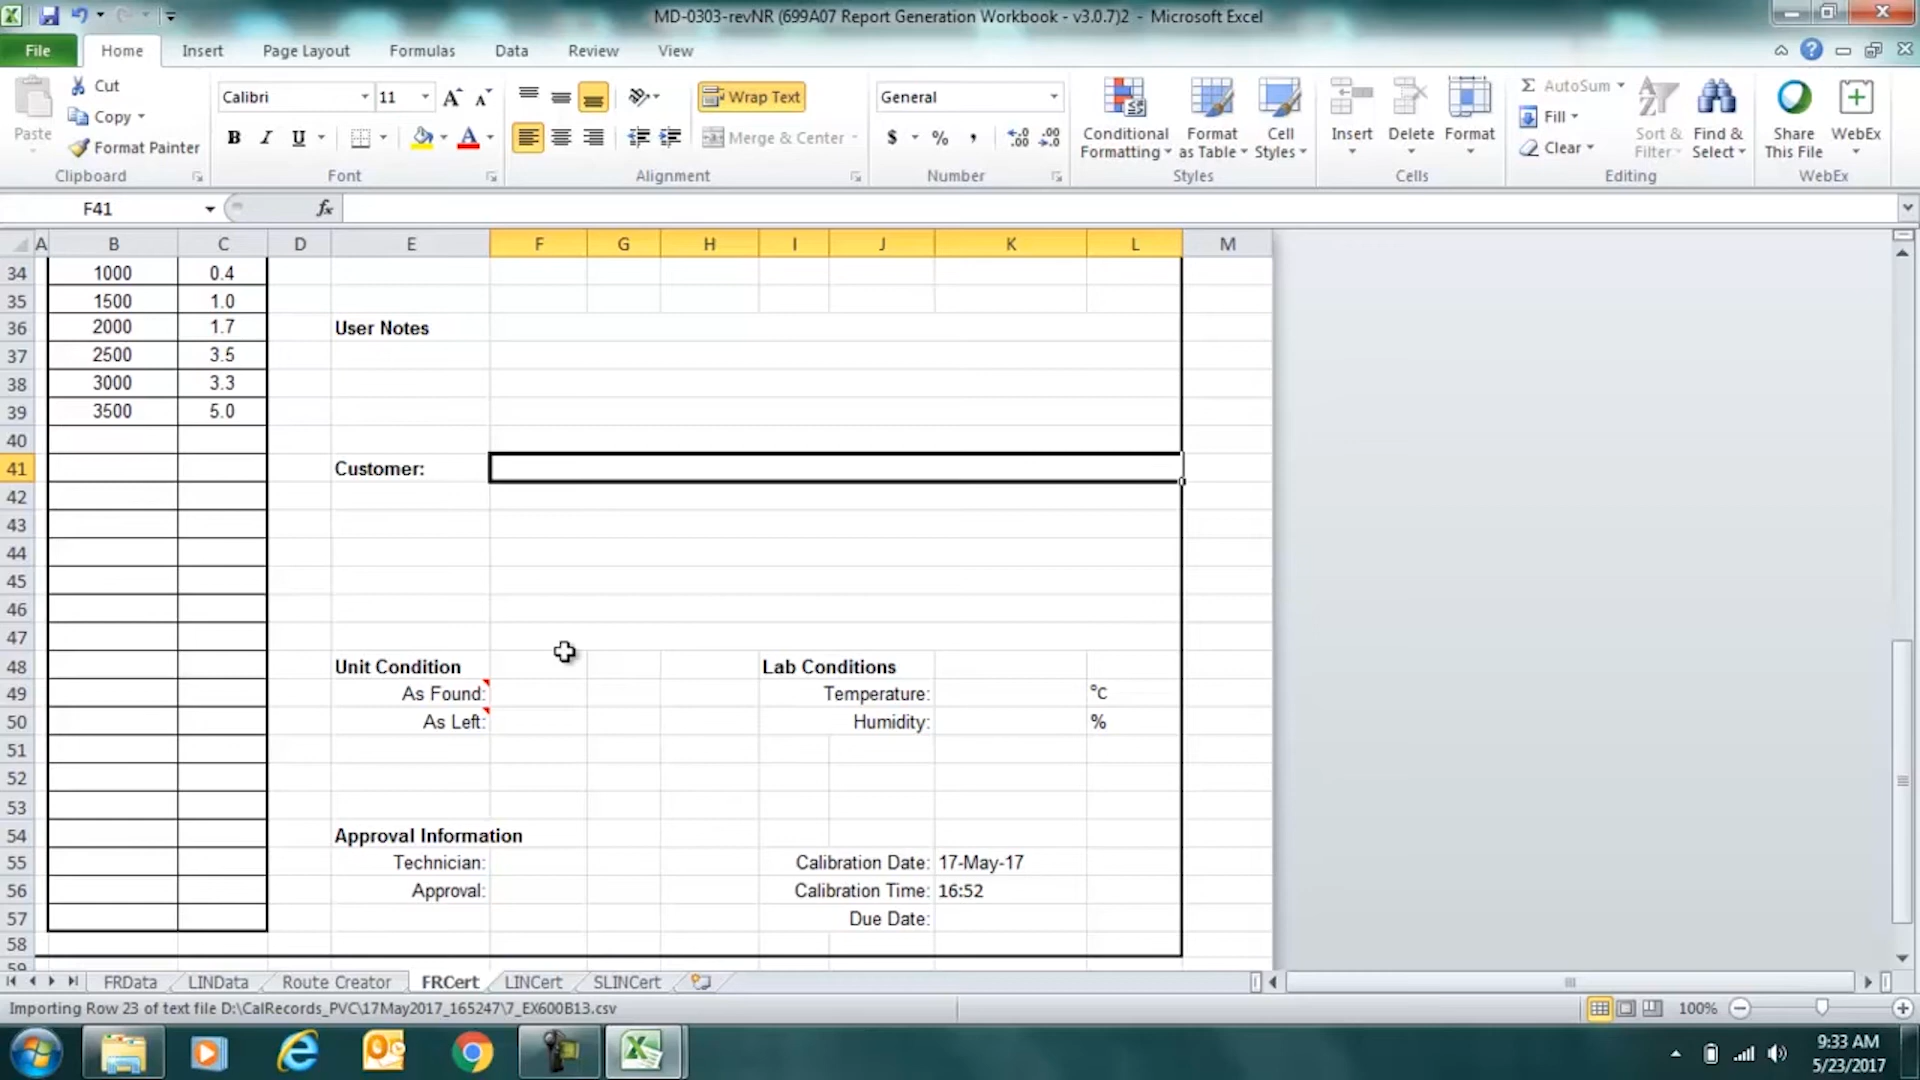 MD-0303-revNR (699A07 Report Generation Workbook - v3.0.7)2 - Microsoft Excel
File Home Insert Page Layout Formulas Data Review View
Paste
Cut
Copy
Format Painter
Clipboard
Calibri 11
B I U
Font
Wrap Text
Merge & Center
Alignment
General
$ % , .0 .00
Number
Conditional Formatting
Format as Table
Cell Styles
Styles
Insert Delete Format
Cells
Σ AutoSum
Fill
Clear
Sort & Filter
Find & Select
Editing
Share This File
WebEx
WebEx
F41 fx
A B C D E F G H I J K L M
34 1000 0.4
35 1500 1.0
36 2000 1.7 User Notes
37 2500 3.5
38 3000 3.3
39 3500 5.0
40
41 Customer:
42
43
44
45
46
47
48 Unit Condition Lab Conditions
49 As Found: Temperature: °C
50 As Left: Humidity: %
51
52
53
54 Approval Information
55 Technician: Calibration Date: 17-May-17
56 Approval: Calibration Time: 16:52
57 Due Date:
58
59
FRData LINData Route Creator FRCert LINCert SLINCert
Importing Row 23 of text file D:\CalRecords_PVC\17May2017_165247\7_EX600B13.csv 100%
9:33 AM
5/23/2017